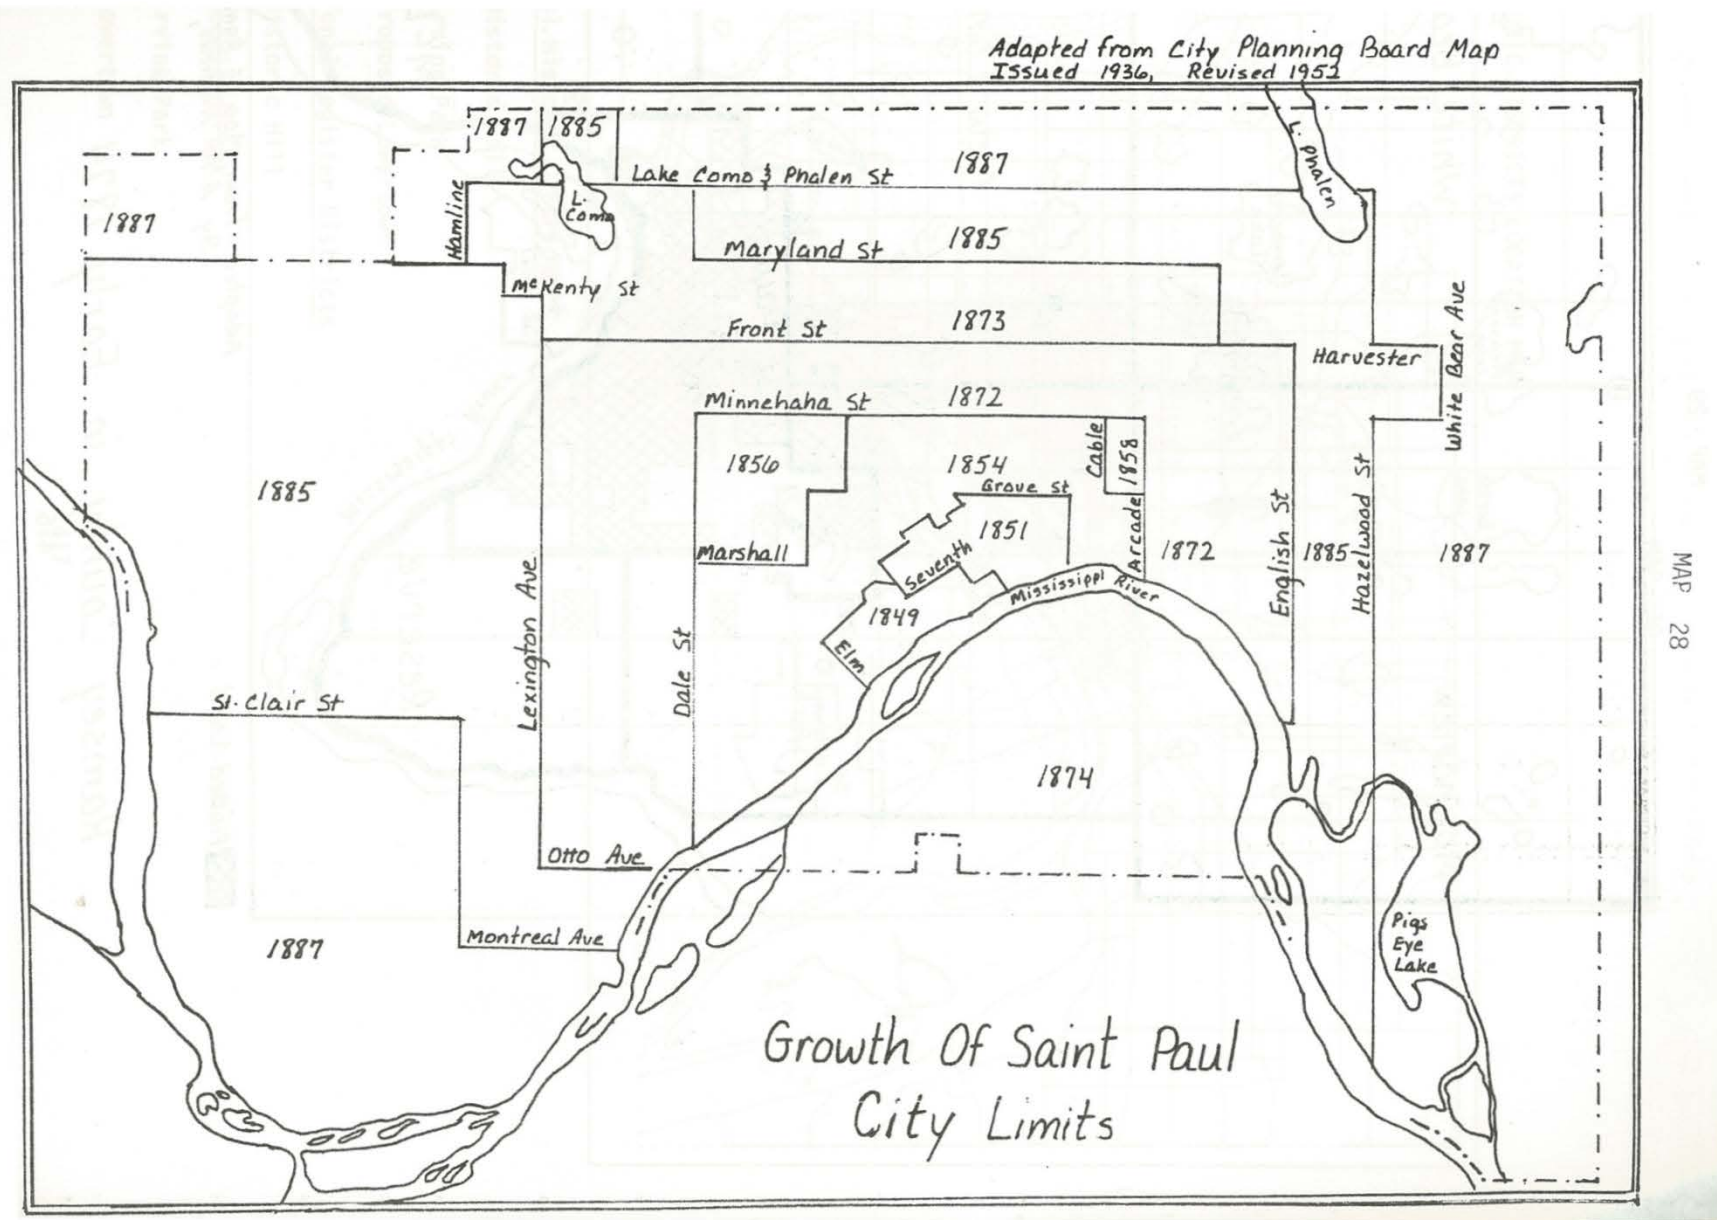 Adapted from City Planning Board Map
Issued 1936, Revised 1952
1887
1885
1887
Lake Como & Phalen St
L. Phalen
1887
Hamline
L. Como
Maryland St
1885
McKenty St
Front St
1873
Harvester
White Bear Ave
Minnehaha St
1872
1856
1854
Cable
1858
Grove St
1851
Seventh
Marshall
Arcade
1872
English St
1885
Hazelwood St
1887
1885
Mississippi River
1849
Elm
Lexington Ave
Dale St
St. Clair St
1874
Otto Ave
Montreal Ave
1887
Pigs
Eye
Lake
Growth Of Saint Paul
City Limits
MAP 28